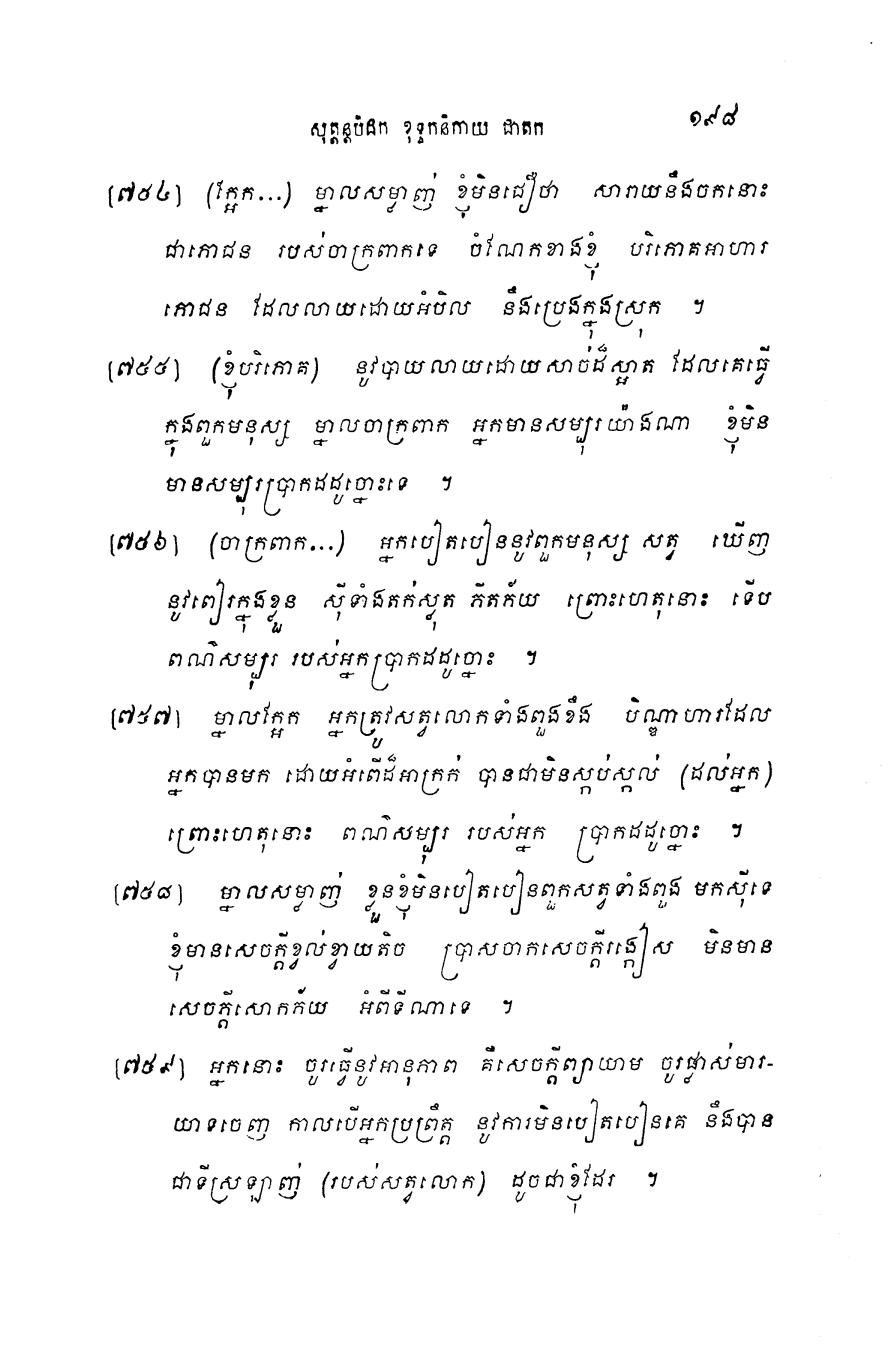 សុត្តន្តបិដក ខុទ្ទកនិកាយ ជាតក ១៩៨
[៧៥៤] (ក្អែក...) ម្នាលសម្លាញ់ ខ្ញុំមិនជឿថា សារាយនឹងចកនោះ
ជាភោជន របស់ចាក្រពាកទេ ចំណែកខាងខ្ញុំ បរិភោគអាហារ
ភោជន ដែលលាយដោយអំបិល នឹងប្រេងក្នុងស្រុក ។
[៧៥៥] (ខ្ញុំបរិភោគ) នូវបាយលាយដោយសាច់ដ៏ស្អាត ដែលគេធ្វើ
ក្នុងពួកមនុស្ស ម្នាលចាក្រពាក អ្នកមានសម្បុរយ៉ាងណា ខ្ញុំមិន
មានសម្បុរប្រាកដដូច្នោះទេ ។
[៧៥៦] (ចាក្រពាក...) អ្នកបៀតបៀននូវពួកមនុស្ស សត្វ ឃើញ
នូវពៀរក្នុងខ្លួន ស៊ីទាំងតក់ស្លុត ភិតភ័យ ព្រោះហេតុនោះ ទើប
ពណ៌សម្បុរ របស់អ្នកប្រាកដដូច្នោះ ។
[៧៥៧] ម្នាលក្អែក អ្នកត្រូវសត្វលោកទាំងពួងខឹង បិណ្ឌាហារដែល
អ្នកបានមក ដោយអំពើដ៏អាក្រក់ បានជាមិនស្កប់ស្កល់ (ដល់អ្នក)
ព្រោះហេតុនោះ ពណ៌សម្បុរ របស់អ្នក ប្រាកដដូច្នោះ ។
[៧៥៨] ម្នាលសម្លាញ់ ខ្លួនខ្ញុំមិនបៀតបៀនពួកសត្វទាំងពួង មកស៊ីទេ
ខ្ញុំមានសេចក្តីខ្វល់ខ្វាយតិច ប្រាសចាកសេចក្តីរង្កៀស មិនមាន
សេចក្តីសោកភ័យ អំពីទីណាទេ ។
[៧៥៩] អ្នកនោះ ចូរធ្វើនូវអានុភាព គឺសេចក្តីព្យាយាម ចូរផ្លាស់មារ-
យាទចេញ កាលបើអ្នកប្រព្រឹត្ត នូវការមិនបៀតបៀនគេ នឹងបាន
ជាទីស្រឡាញ់ (របស់សត្វលោក) ដូចជាខ្ញុំដែរ ។